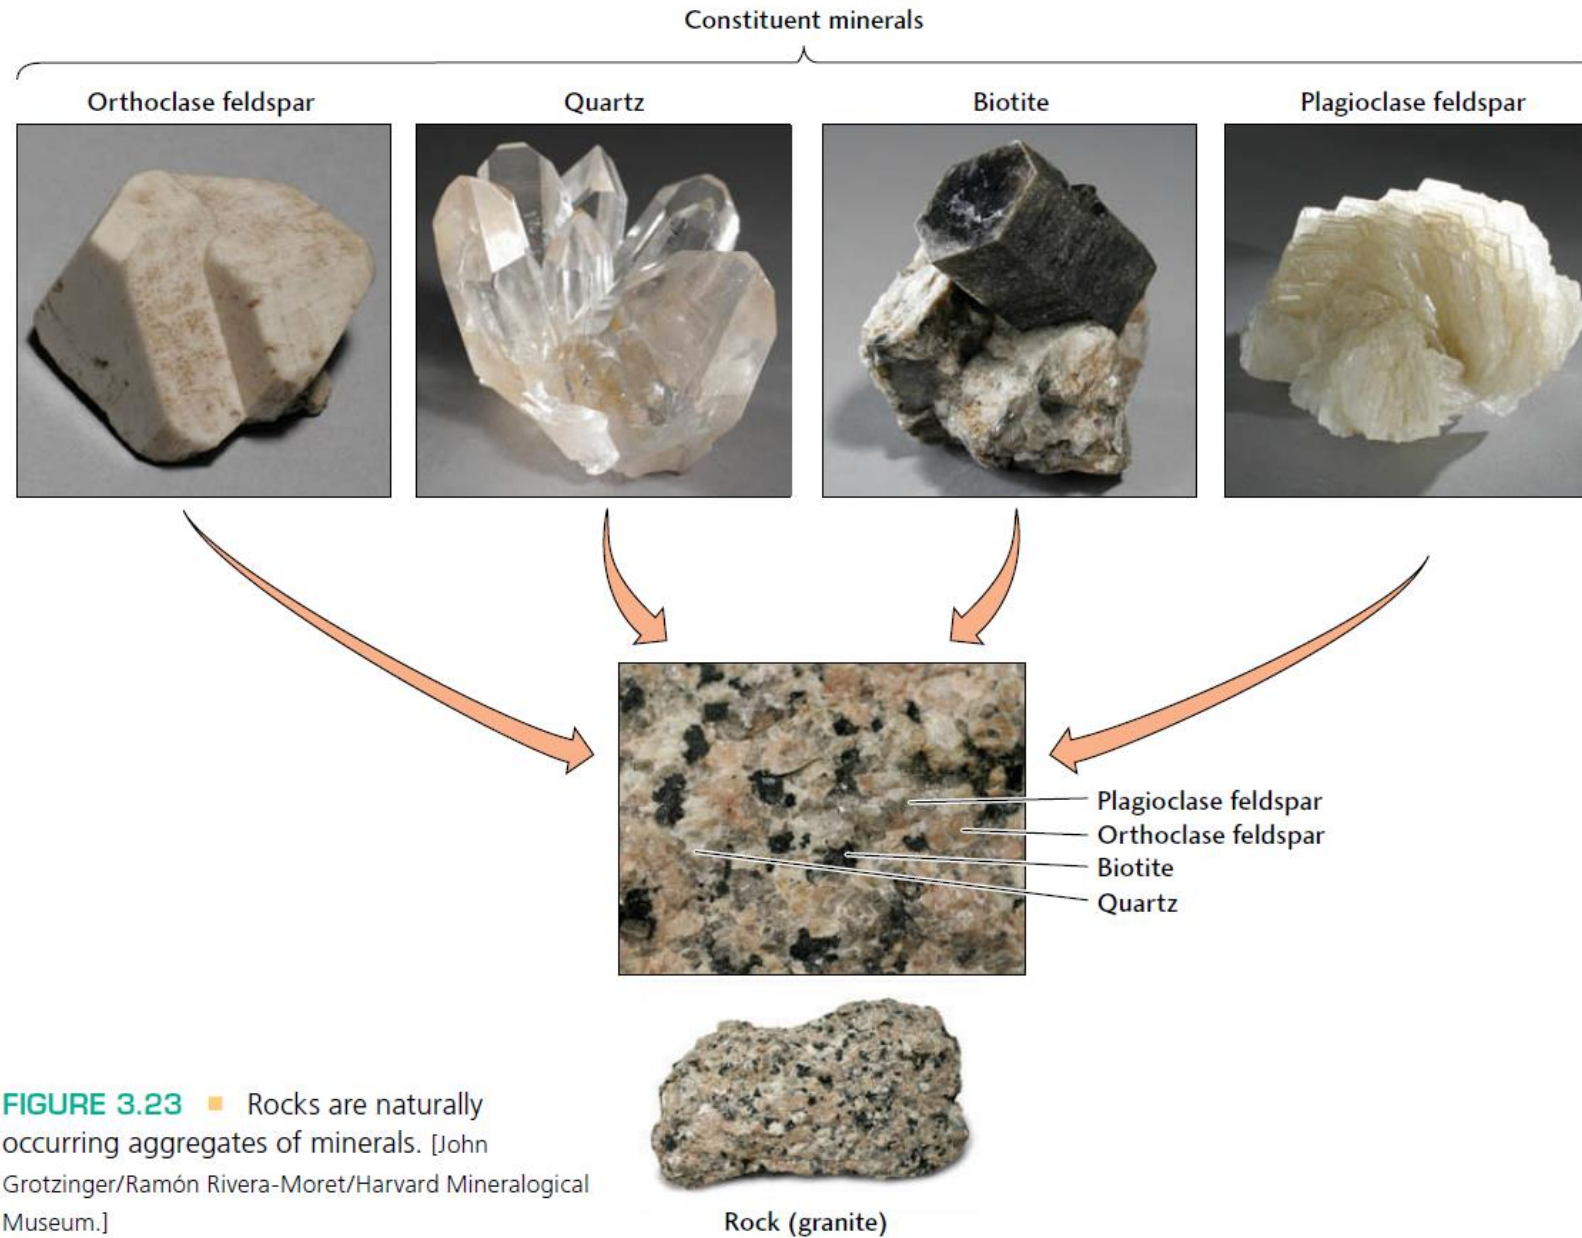 Constituent minerals
Orthoclase feldspar
Quartz
Biotite
Plagioclase feldspar
Plagioclase feldspar
Orthoclase feldspar
Biotite
Quartz
FIGURE 3.23 ■ Rocks are naturally
occurring aggregates of minerals. [John
Grotzinger/Ramón Rivera-Moret/Harvard Mineralogical
Museum.]
Rock (granite)